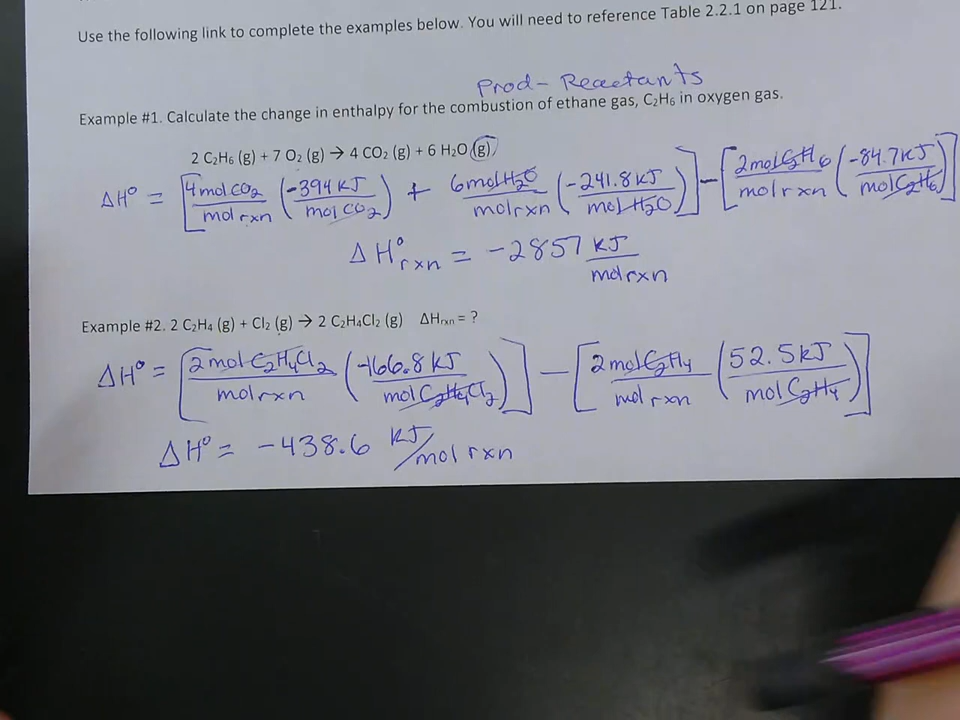 Use the following link to complete the examples below. You will need to reference Table 2.2.1 on page 121.
Prod - Reactants
Example #1. Calculate the change in enthalpy for the combustion of ethane gas, C₂H₆ in oxygen gas.
2 C₂H₆ (g) + 7 O₂ (g) → 4 CO₂ (g) + 6 H₂O (g)
ΔH° = [4 mol CO₂/mol rxn (-394 KJ/mol CO₂) + 6 mol H₂O/mol rxn (-241.8 KJ/mol H₂O)] - [2 mol C₂H₆/mol rxn (-84.7 KJ/mol C₂H₆)]
ΔH°rxn = -2857 KJ/mol rxn
Example #2. 2 C₂H₄ (g) + Cl₂ (g) → 2 C₂H₄Cl₂ (g) ΔHrxn = ?
ΔH° = [2 mol C₂H₄Cl₂/mol rxn (-166.8 KJ/mol C₂H₄Cl₂)] - [2 mol C₂H₄/mol rxn (52.5 KJ/mol C₂H₄)]
ΔH° = -438.6 KJ/mol rxn